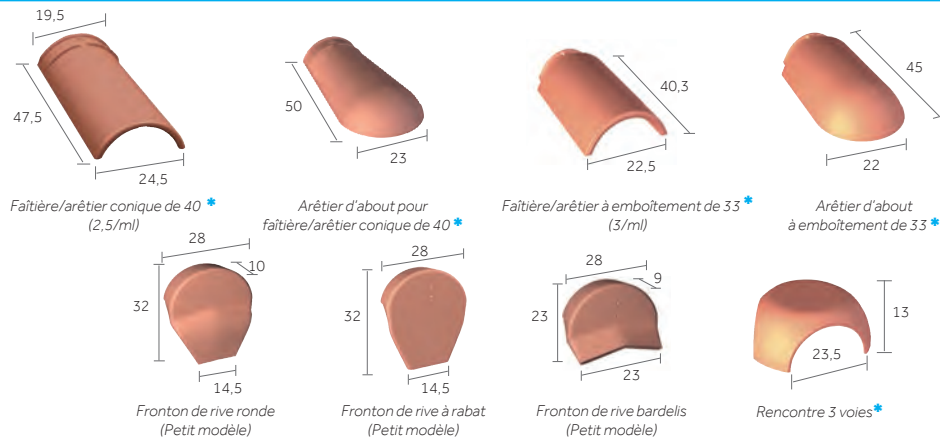 19,5
47,5
24,5
Faîtière/arêtier conique de 40 *
(2,5/ml)
50
23
Arêtier d'about pour
faîtière/arêtier conique de 40 *
40,3
22,5
Faîtière/arêtier à emboîtement de 33 *
(3/ml)
45
22
Arêtier d'about
à emboîtement de 33 *
28
10
32
14,5
Fronton de rive ronde
(Petit modèle)
28
32
14,5
Fronton de rive à rabat
(Petit modèle)
28
9
23
23
Fronton de rive bardelis
(Petit modèle)
13
23,5
Rencontre 3 voies *